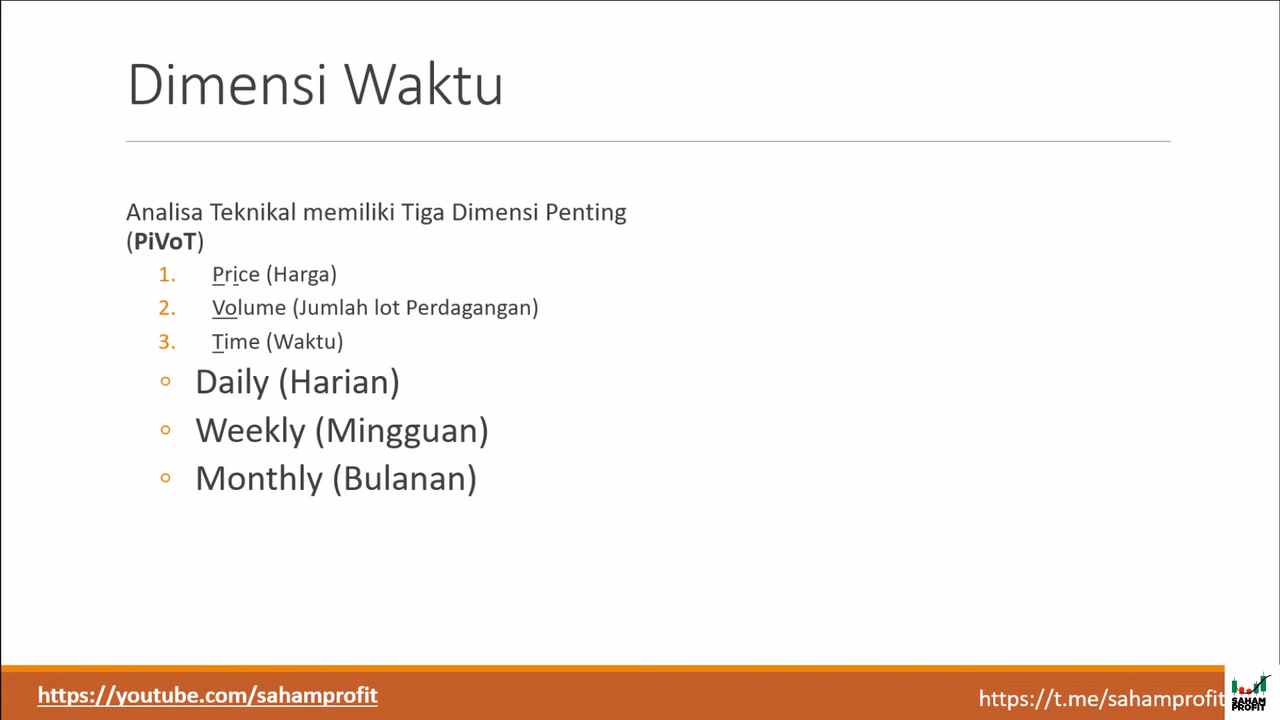 Dimensi Waktu
Analisa Teknikal memiliki Tiga Dimensi Penting
(PiVoT)
1. Price (Harga)
2. Volume (Jumlah lot Perdagangan)
3. Time (Waktu)
◦ Daily (Harian)
◦ Weekly (Mingguan)
◦ Monthly (Bulanan)
https://youtube.com/sahamprofit
https://t.me/sahamprofit
SAHAM
PROFIT